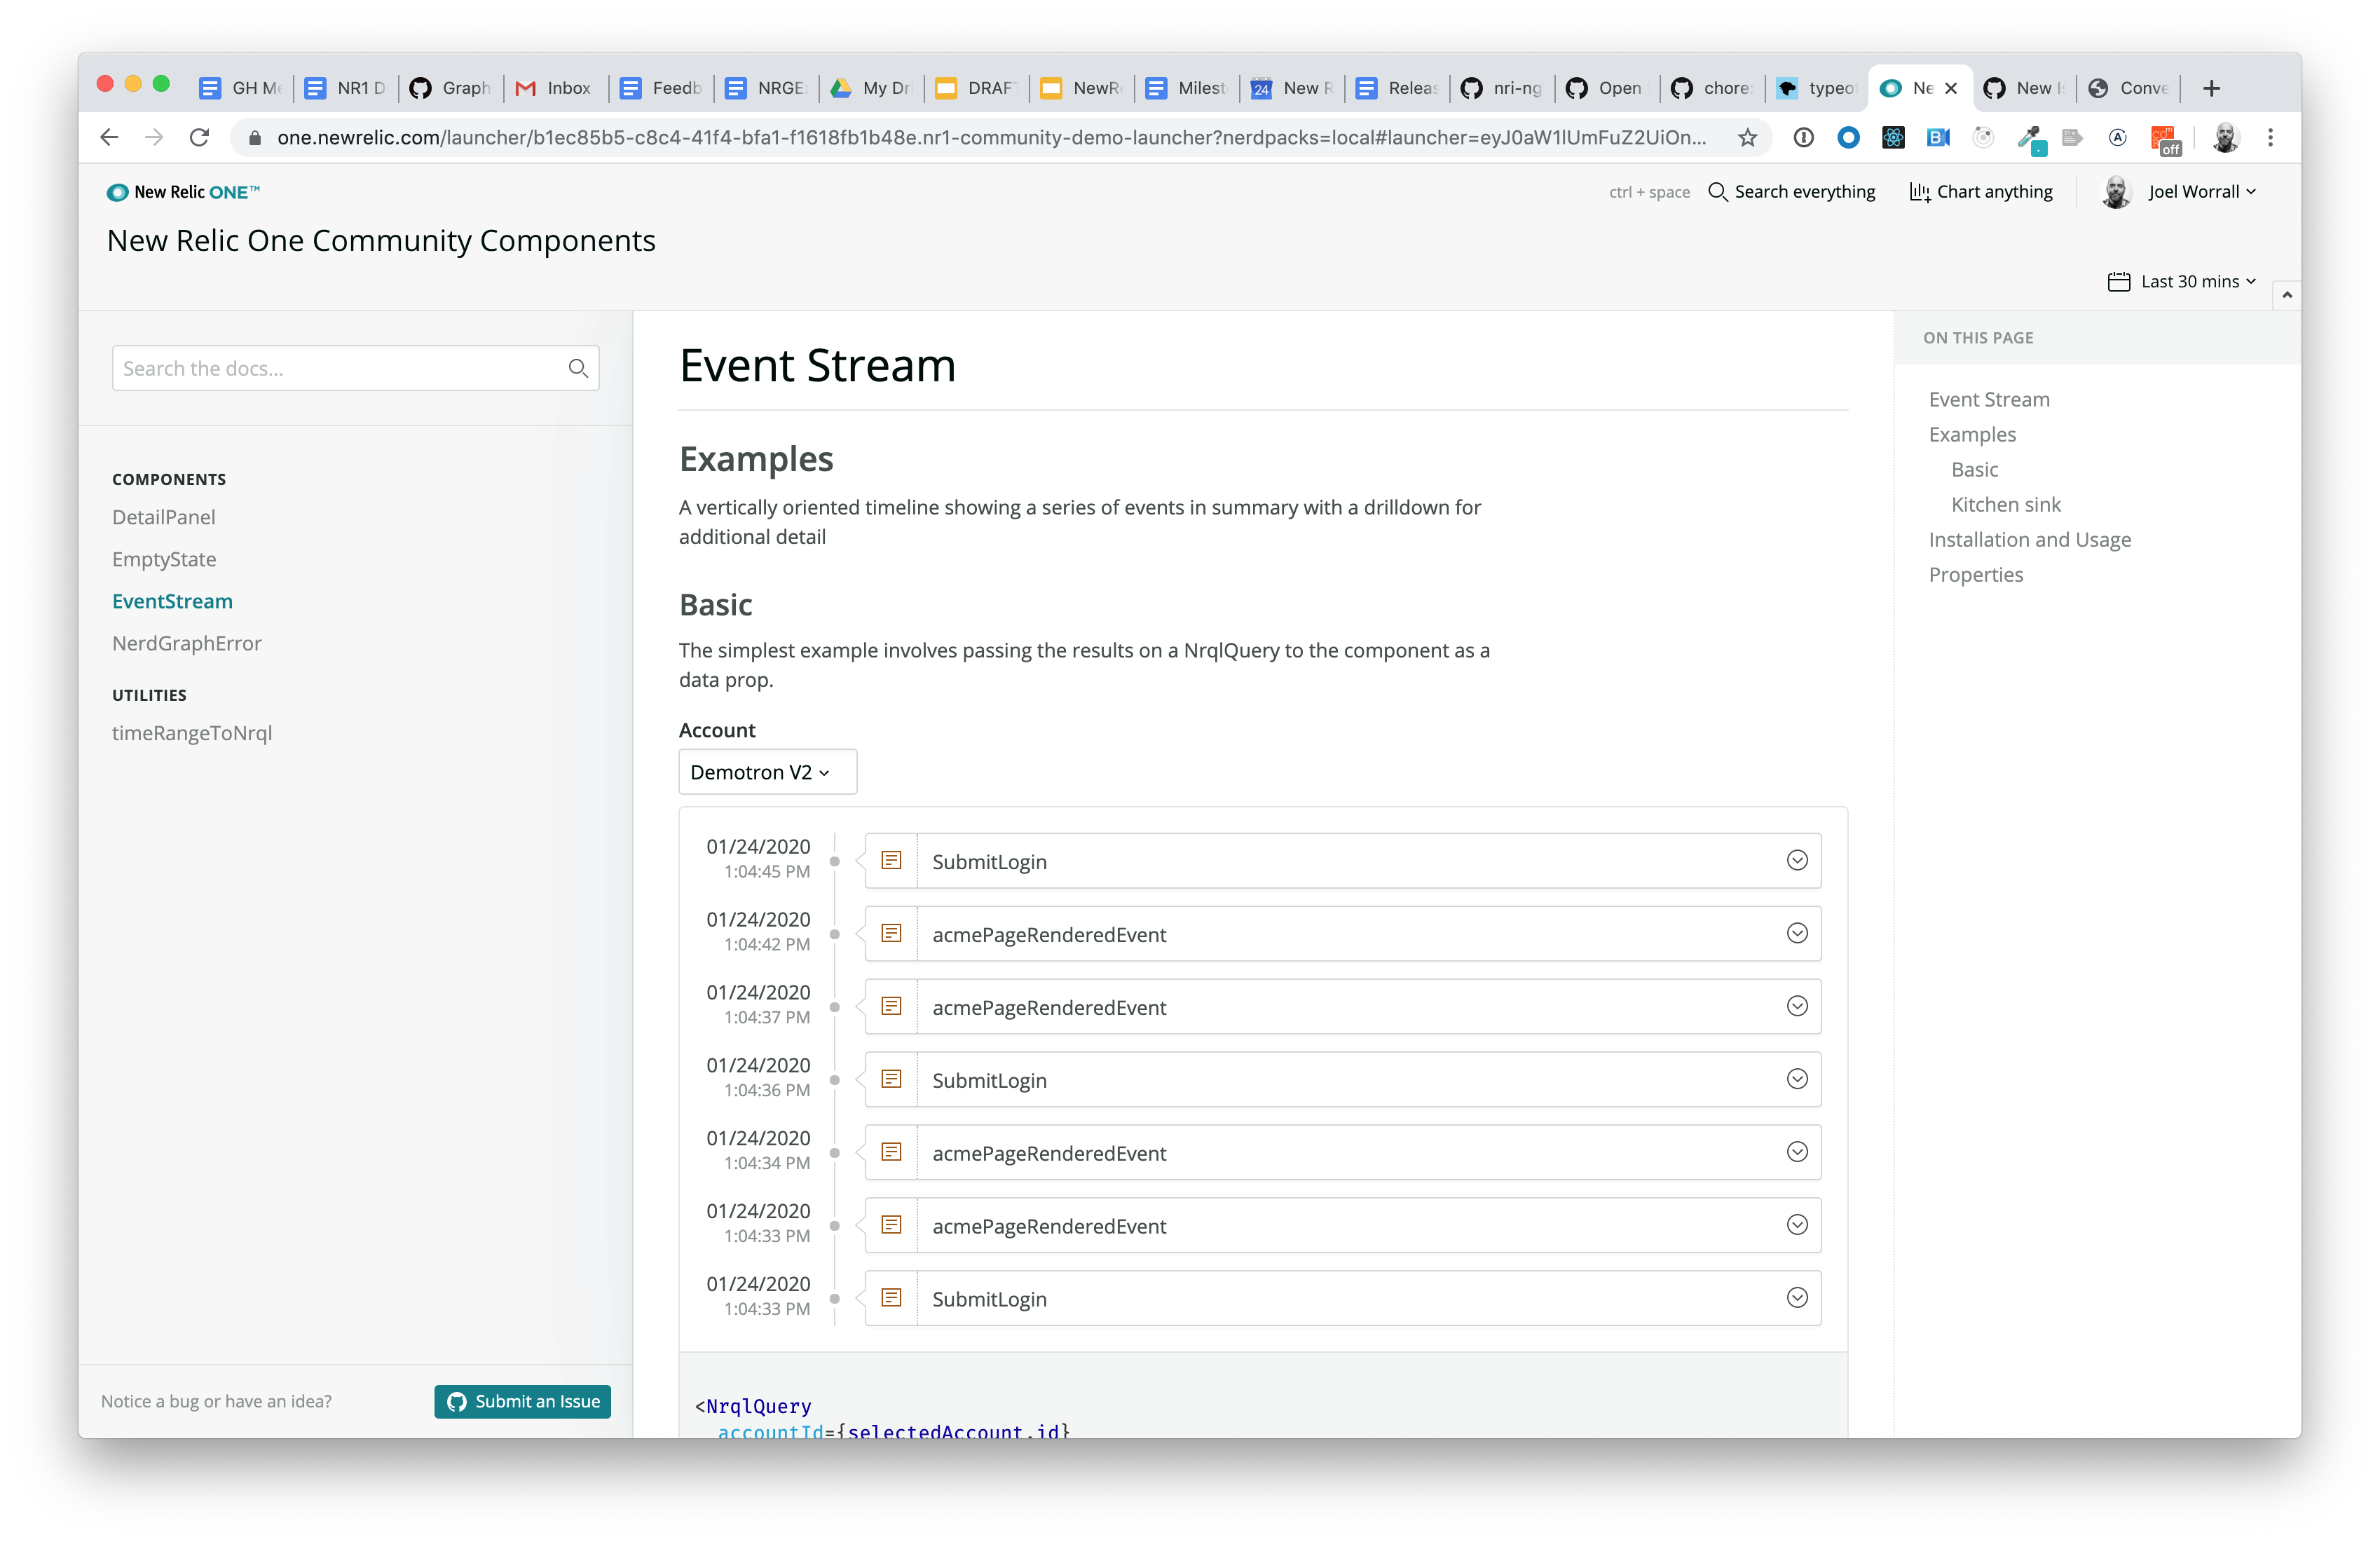 GH M
NR1 D
Graph
Inbox
Feedb
NRGE
My Dr
DRAF
NewR
Milest
24
New R
Releas
nri-ng
Open
chore:
typeof
Ne
New Is
Conve
one.newrelic.com/launcher/b1ec85b5-c8c4-41f4-bfa1-f1618fb1b48e.nr1-community-demo-launcher?nerdpacks=local#launcher=eyJ0aW1lUmFuZ2UiOn...
off
New Relic ONE™
ctrl + space
Search everything
Chart anything
Joel Worrall
New Relic One Community Components
Last 30 mins
Search the docs...
COMPONENTS
DetailPanel
EmptyState
EventStream
NerdGraphError
UTILITIES
timeRangeToNrql
Notice a bug or have an idea?
Submit an Issue
Event Stream
Examples
A vertically oriented timeline showing a series of events in summary with a drilldown for
additional detail
Basic
The simplest example involves passing the results on a NrqlQuery to the component as a
data prop.
Account
Demotron V2
01/24/2020
1:04:45 PM
SubmitLogin
01/24/2020
1:04:42 PM
acmePageRenderedEvent
01/24/2020
1:04:37 PM
acmePageRenderedEvent
01/24/2020
1:04:36 PM
SubmitLogin
01/24/2020
1:04:34 PM
acmePageRenderedEvent
01/24/2020
1:04:33 PM
acmePageRenderedEvent
01/24/2020
1:04:33 PM
SubmitLogin
<NrqlQuery
accountId={selectedAccount.id}
ON THIS PAGE
Event Stream
Examples
Basic
Kitchen sink
Installation and Usage
Properties